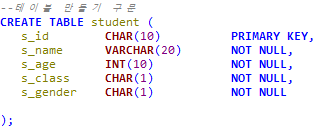 --테이블 만들기 구문
CREATE TABLE student (
s_id CHAR(10) PRIMARY KEY,
s_name VARCHAR(20) NOT NULL,
s_age INT(10) NOT NULL,
s_class CHAR(1) NOT NULL,
s_gender CHAR(1) NOT NULL
);